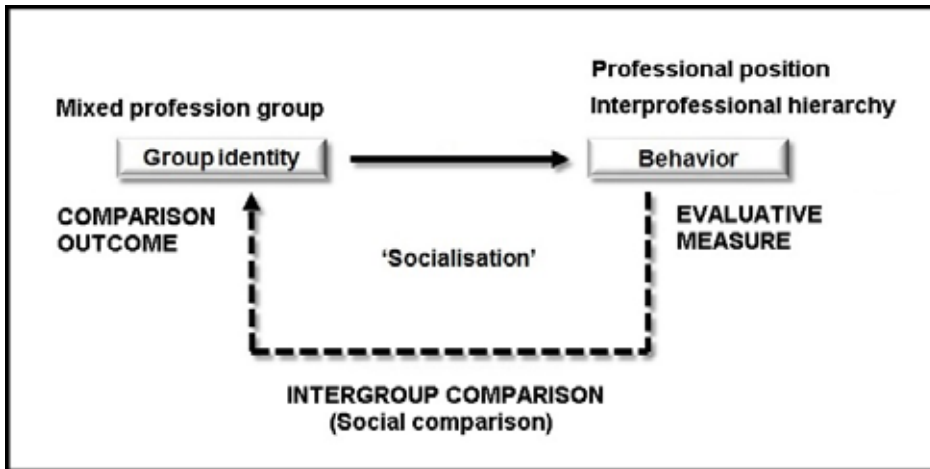 Professional position
Mixed profession group
Interprofessional hierarchy
Group identity
Behavior
COMPARISON
OUTCOME
EVALUATIVE
MEASURE
‘Socialisation’
INTERGROUP COMPARISON
(Social comparison)